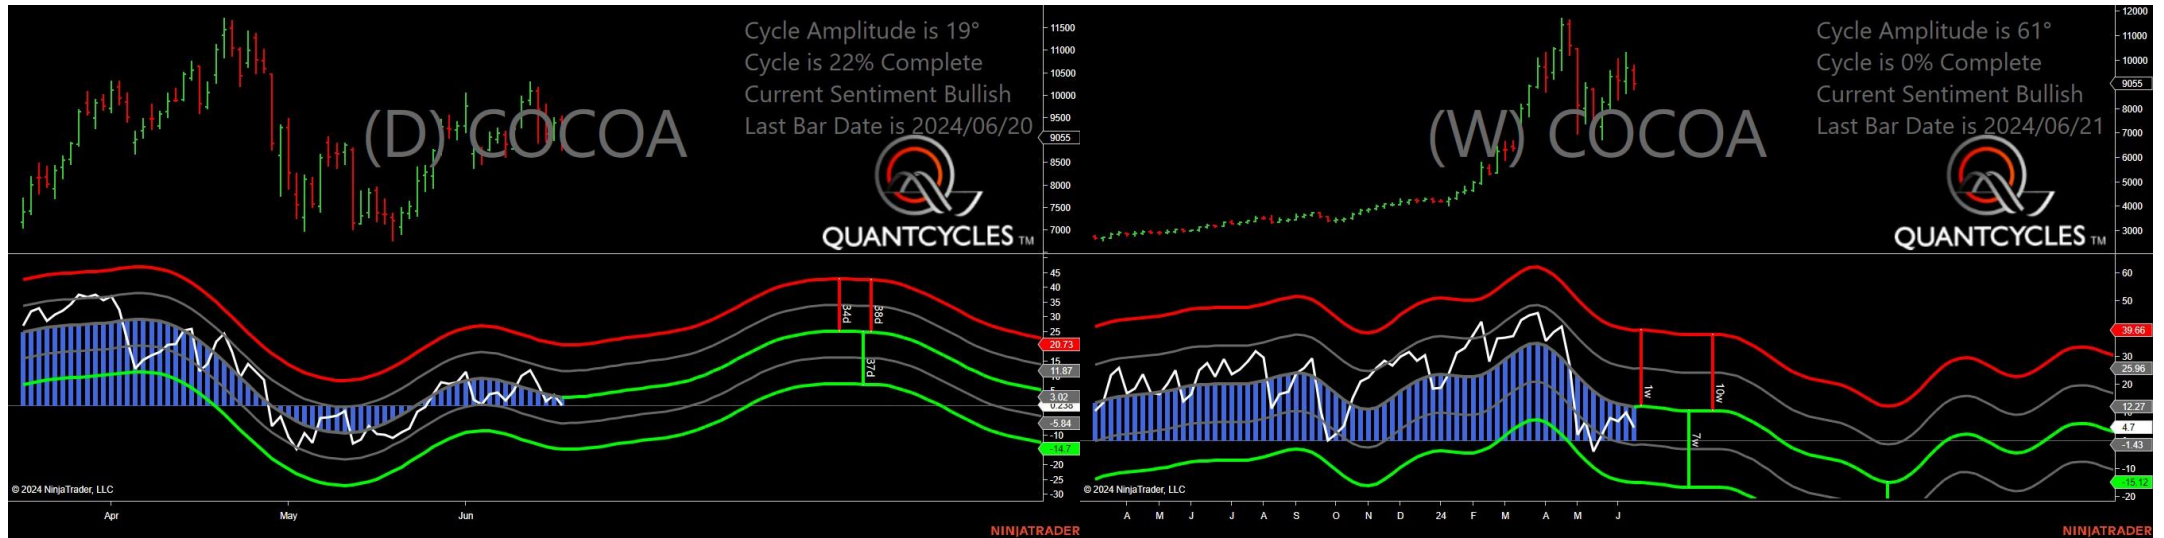 Cycle Amplitude is 19°
Cycle is 22% Complete
Current Sentiment Bullish
Last Bar Date is 2024/06/20
(D) COCOA
QUANTCYCLES TM
11500
11000
10500
10000
9500
9055
8500
8000
7500
7000
45
40
35
30
25
20.73
15
11.87
5
3.02
0.238
-5.84
-10
-14.7
-20
-25
-30
34d
38d
37d
© 2024 NinjaTrader, LLC
Apr May Jun
NINJATRADER
Cycle Amplitude is 61°
Cycle is 0% Complete
Current Sentiment Bullish
Last Bar Date is 2024/06/21
(W) COCOA
QUANTCYCLES TM
12000
11000
10000
9055
8000
7000
6000
5000
4000
3000
60
50
39.66
30
25.96
20
12.27
4.7
-1.43
-10
-15.12
-20
1w
10w
7w
© 2024 NinjaTrader, LLC
A M J J A S O N D 24 F M A M J
NINJATRADER